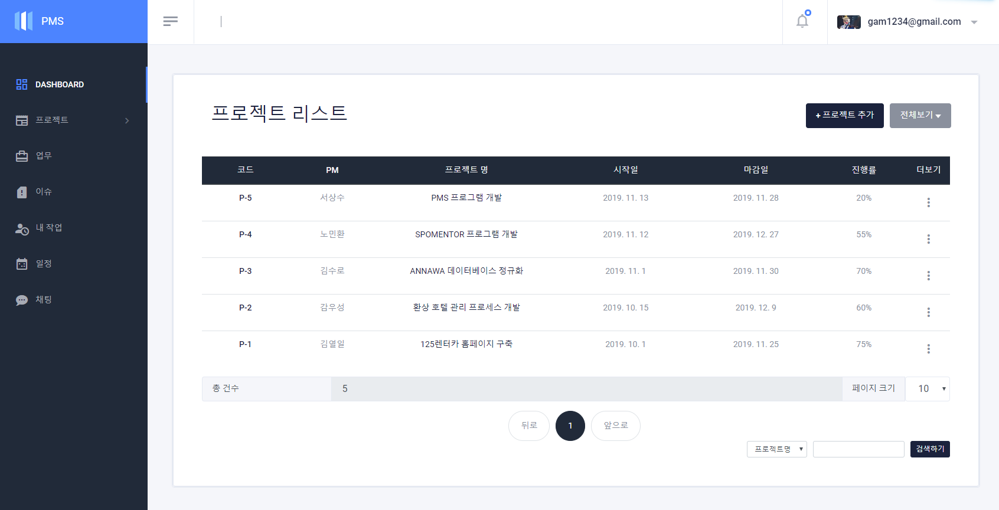 PMS
gam1234@gmail.com
DASHBOARD
프로젝트
업무
이슈
내 작업
일정
채팅
프로젝트 리스트
+ 프로젝트 추가
전체보기
코드 PM 프로젝트 명 시작일 마감일 진행률 더보기
P-5 서상수 PMS 프로그램 개발 2019. 11. 13 2019. 11. 28 20%
P-4 노민환 SPOMENTOR 프로그램 개발 2019. 11. 12 2019. 12. 27 55%
P-3 김수로 ANNAWA 데이터베이스 정규화 2019. 11. 1 2019. 11. 30 70%
P-2 감우성 환상 호텔 관리 프로세스 개발 2019. 10. 15 2019. 12. 9 60%
P-1 김열일 125렌터카 홈페이지 구축 2019. 10. 1 2019. 11. 25 75%
총 건수 5 페이지 크기 10
뒤로 1 앞으로
프로젝트명 검색하기